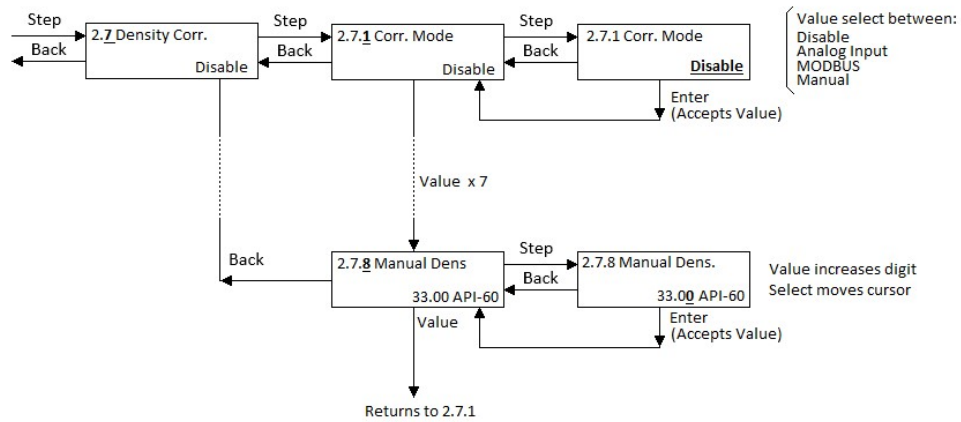 Step
Back
2.7 Density Corr.
Disable
Step
Back
2.7.1 Corr. Mode
Disable
Step
Back
2.7.1 Corr. Mode
Disable
Value select between:
Disable
Analog Input
MODBUS
Manual
Enter
(Accepts Value)
Value x 7
Back
2.7.8 Manual Dens
33.00 API-60
Step
Back
2.7.8 Manual Dens.
33.00 API-60
Value increases digit
Select moves cursor
Value
Enter
(Accepts Value)
Returns to 2.7.1